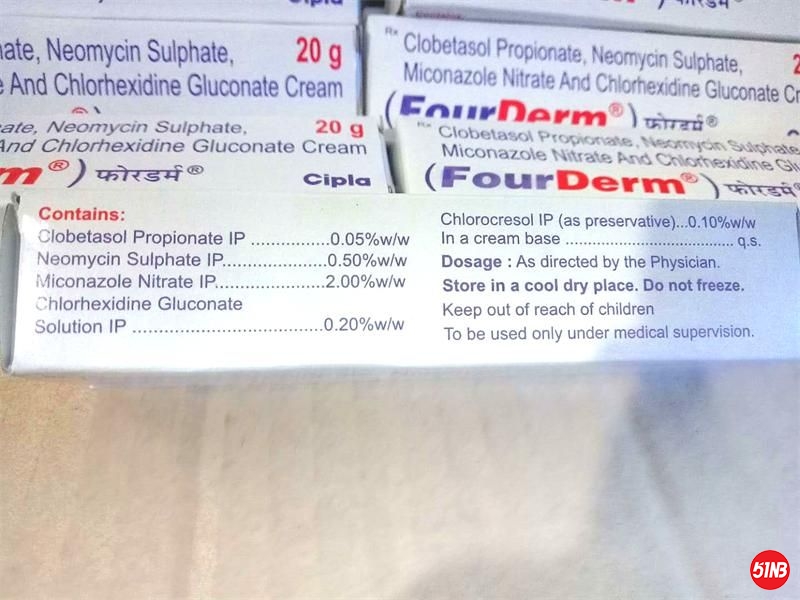 Cipla
ate, Neomycin Sulphate, 20 g
And Chlorhexidine Gluconate Cream
Rx Clobetasol Propionate, Neomycin Sulphate,
Miconazole Nitrate And Chlorhexidine Gluconate Cr
(FourDerm®) फोरडर्म®
ate, Neomycin Sulphate, 20 g
And Chlorhexidine Gluconate Cream
m®) फोरडर्म® Cipla
Rx Clobetasol Propionate, Neomycin Sulphate
Miconazole Nitrate And Chlorhexidine Glu
(FourDerm®) फोरडर्म®
Contains:
Clobetasol Propionate IP ..............0.05%w/w
Neomycin Sulphate IP......................0.50%w/w
Miconazole Nitrate IP......................2.00%w/w
Chlorhexidine Gluconate
Solution IP ..................................0.20%w/w
Chlorocresol IP (as preservative)...0.10%w/w
In a cream base .................................... q.s.
Dosage : As directed by the Physician.
Store in a cool dry place. Do not freeze.
Keep out of reach of children
To be used only under medical supervision.
51NB